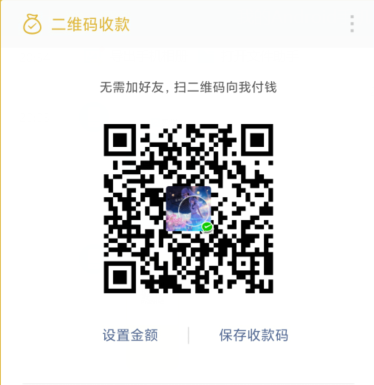 二维码收款
无需加好友，扫二维码向我付钱
设置金额
保存收款码